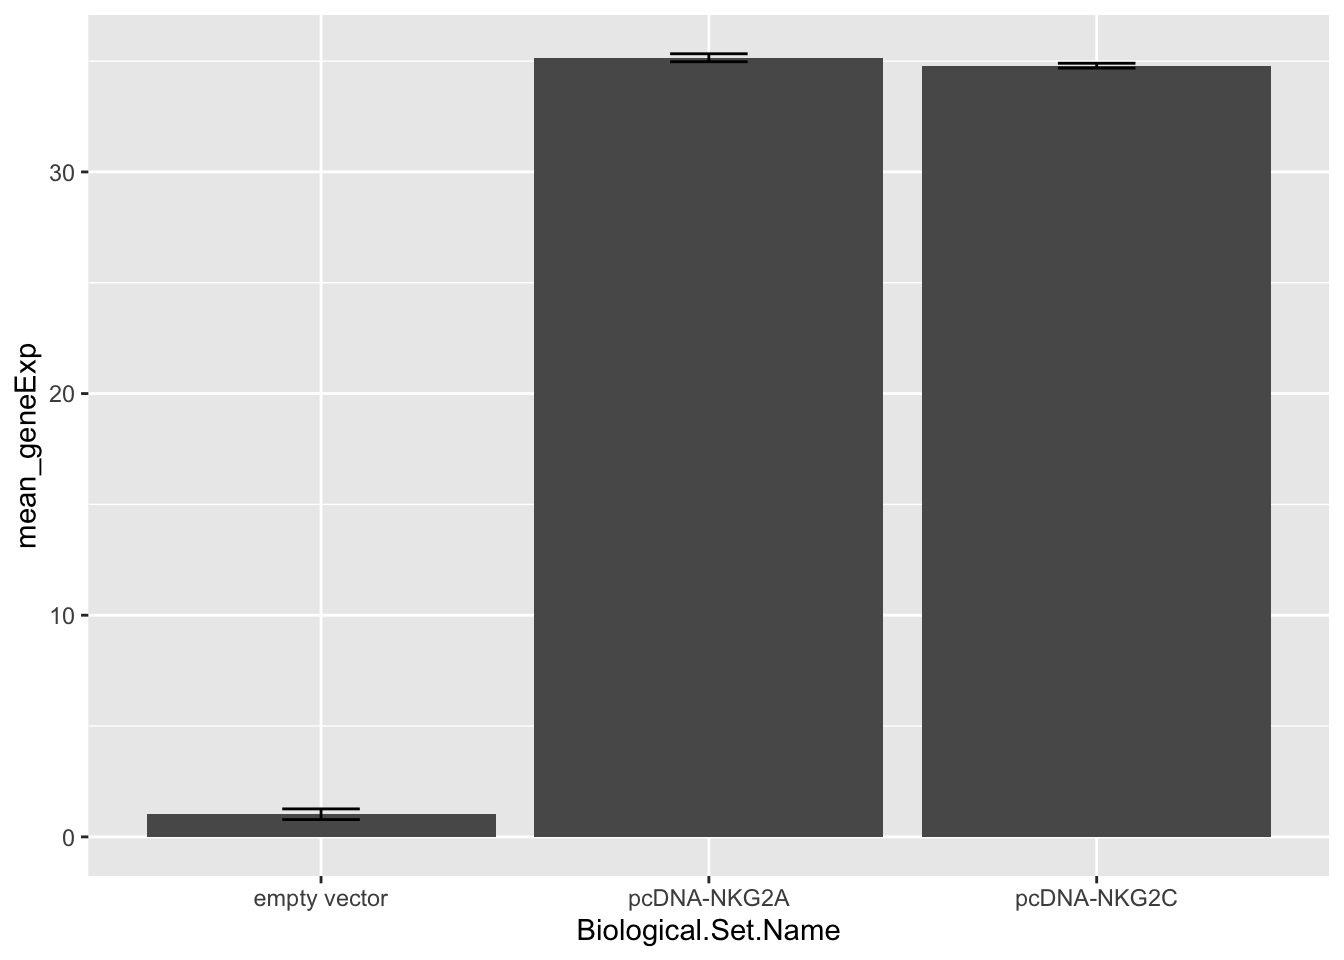 30
20
10
0
mean_geneExp
empty vector
pcDNA-NKG2A
pcDNA-NKG2C
Biological.Set.Name